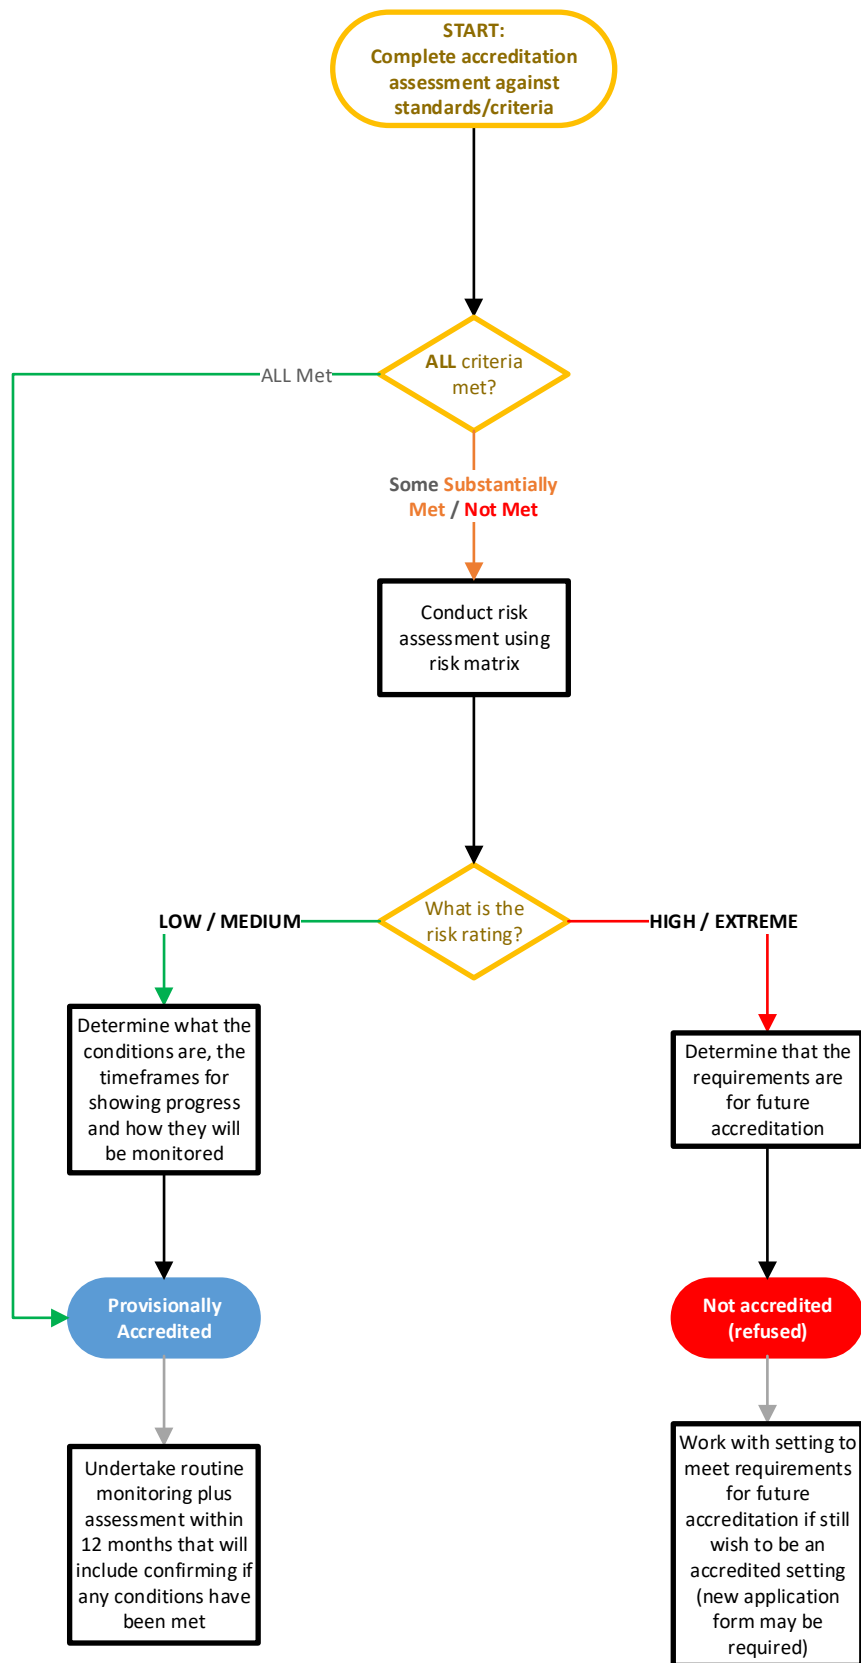 START:
Complete accreditation
assessment against
standards/criteria
ALL criteria
met?
ALL Met
Some Substantially
Met / Not Met
Conduct risk
assessment using
risk matrix
What is the
risk rating?
LOW / MEDIUM
HIGH / EXTREME
Determine what the
conditions are, the
timeframes for
showing progress
and how they will
be monitored
Determine that the
requirements are
for future
accreditation
Provisionally
Accredited
Not accredited
(refused)
Undertake routine
monitoring plus
assessment within
12 months that will
include confirming if
any conditions have
been met
Work with setting to
meet requirements
for future
accreditation if still
wish to be an
accredited setting
(new application
form may be
required)